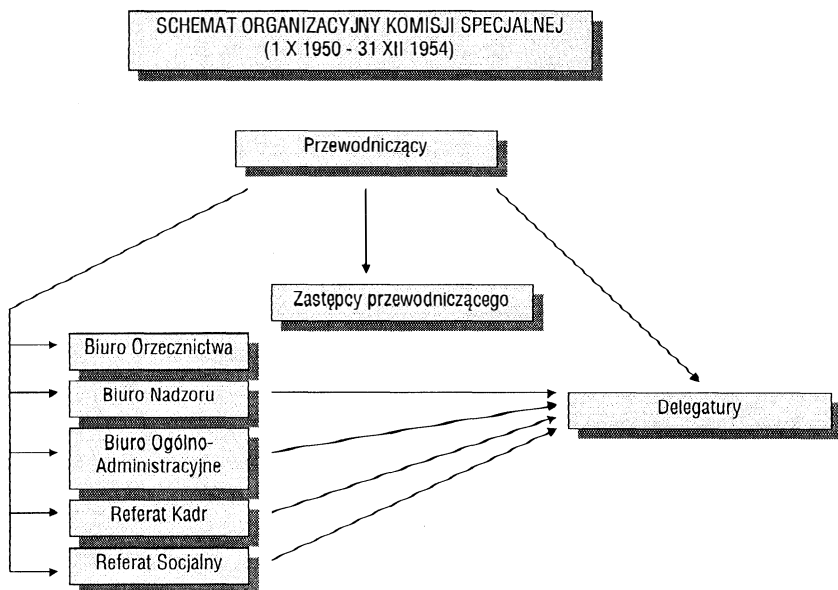 SCHEMAT ORGANIZACYJNY KOMISJI SPECJALNEJ
(1 X 1950 - 31 XII 1954)
Przewodniczący
Zastępcy przewodniczącego
Biuro Orzecznictwa
Biuro Nadzoru
Delegatury
Biuro Ogólno-
Administracyjne
Referat Kadr
Referat Socjalny